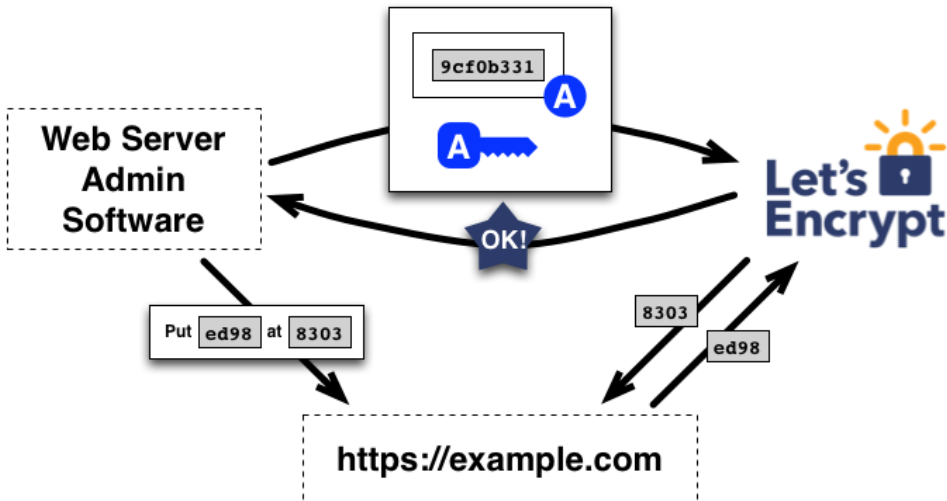 9cf0b331
A
A
Web Server
Admin
Software
Let's
Encrypt
OK!
Put ed98 at 8303
8303
ed98
https://example.com